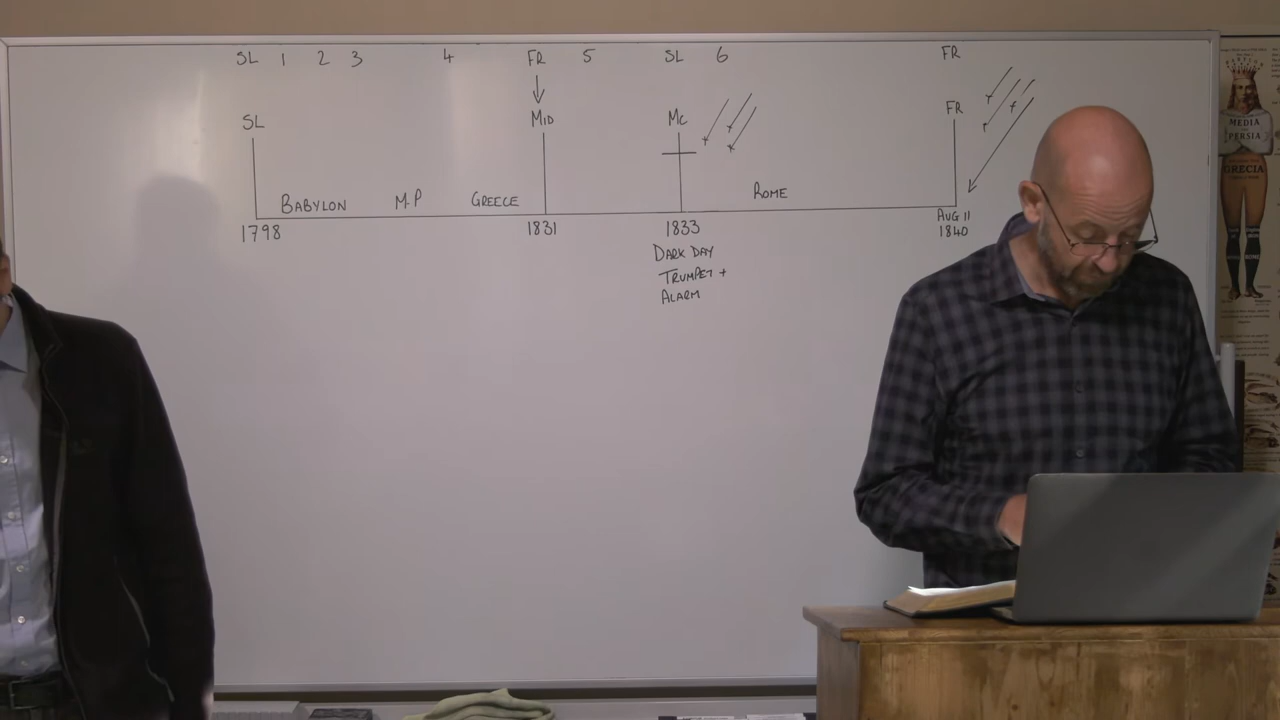 SL 1 2 3 4 FR 5 SL 6 FR
SL MID MC FR
BABYLON M.P GREECE ROME
1798 1831 1833 AUG 11
1840
DARK DAY
TRUMPET +
ALARM
MEDIA
PERSIA
GRECIA